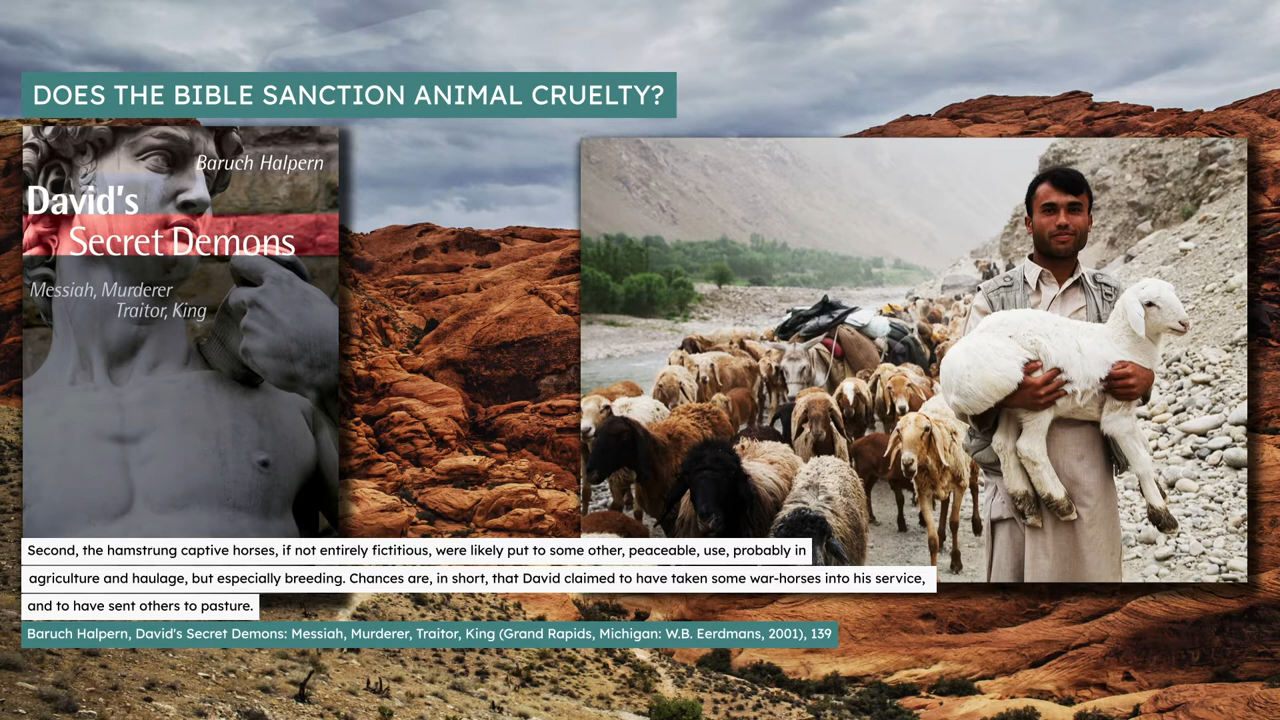 DOES THE BIBLE SANCTION ANIMAL CRUELTY?
Baruch Halpern
David's
Secret Demons
Messiah, Murderer
Traitor, King
Second, the hamstrung captive horses, if not entirely fictitious, were likely put to some other, peaceable, use, probably in
agriculture and haulage, but especially breeding. Chances are, in short, that David claimed to have taken some war-horses into his service,
and to have sent others to pasture.
Baruch Halpern, David's Secret Demons: Messiah, Murderer, Traitor, King (Grand Rapids, Michigan: W.B. Eerdmans, 2001), 139